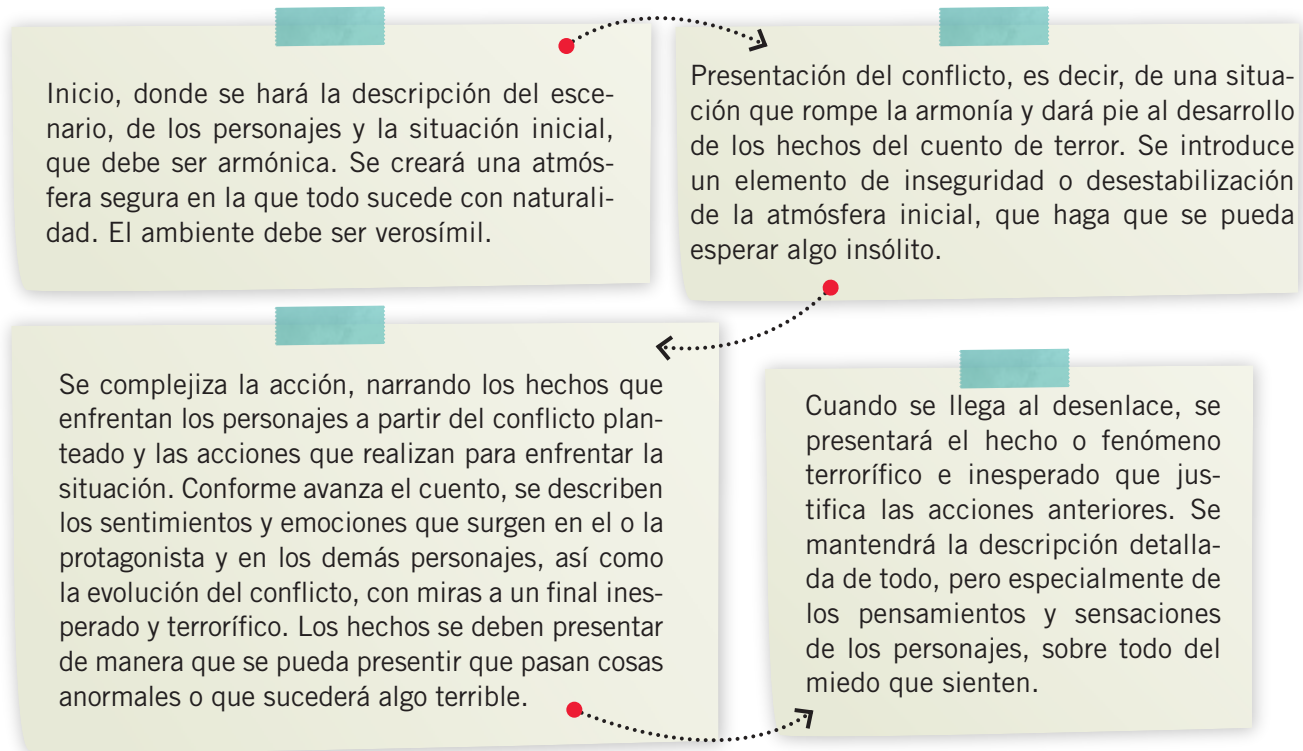 Inicio, donde se hará la descripción del esce-
nario, de los personajes y la situación inicial,
que debe ser armónica. Se creará una atmós-
fera segura en la que todo sucede con naturali-
dad. El ambiente debe ser verosímil.
Presentación del conflicto, es decir, de una situa-
ción que rompe la armonía y dará pie al desarrollo
de los hechos del cuento de terror. Se introduce
un elemento de inseguridad o desestabilización
de la atmósfera inicial, que haga que se pueda
esperar algo insólito.
Se complejiza la acción, narrando los hechos que
enfrentan los personajes a partir del conflicto plan-
teado y las acciones que realizan para enfrentar la
situación. Conforme avanza el cuento, se describen
los sentimientos y emociones que surgen en el o la
protagonista y en los demás personajes, así como
la evolución del conflicto, con miras a un final ines-
perado y terrorífico. Los hechos se deben presentar
de manera que se pueda presentir que pasan cosas
anormales o que sucederá algo terrible.
Cuando se llega al desenlace, se
presentará el hecho o fenómeno
terrorífico e inesperado que jus-
tifica las acciones anteriores. Se
mantendrá la descripción detalla-
da de todo, pero especialmente de
los pensamientos y sensaciones
de los personajes, sobre todo del
miedo que sienten.